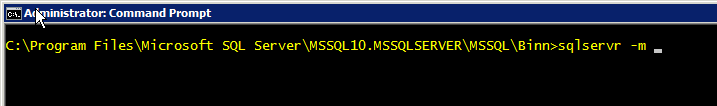 Administrator: Command Prompt
C:\Program Files\Microsoft SQL Server\MSSQL10.MSSQLSERVER\MSSQL\Binn>sqlservr -m _